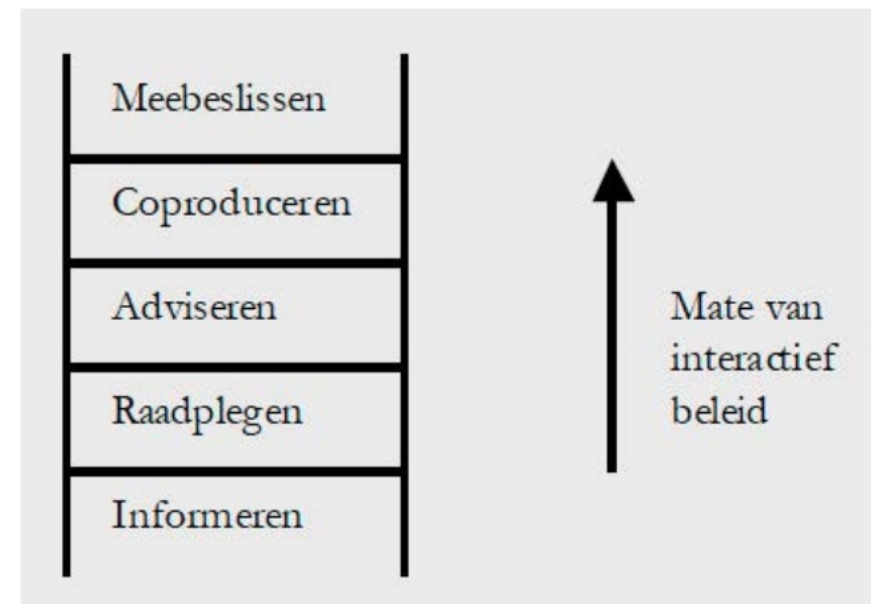 Meebeslissen
Coproduceren
Adviseren
Raadplegen
Informeren
Mate van
interactief
beleid